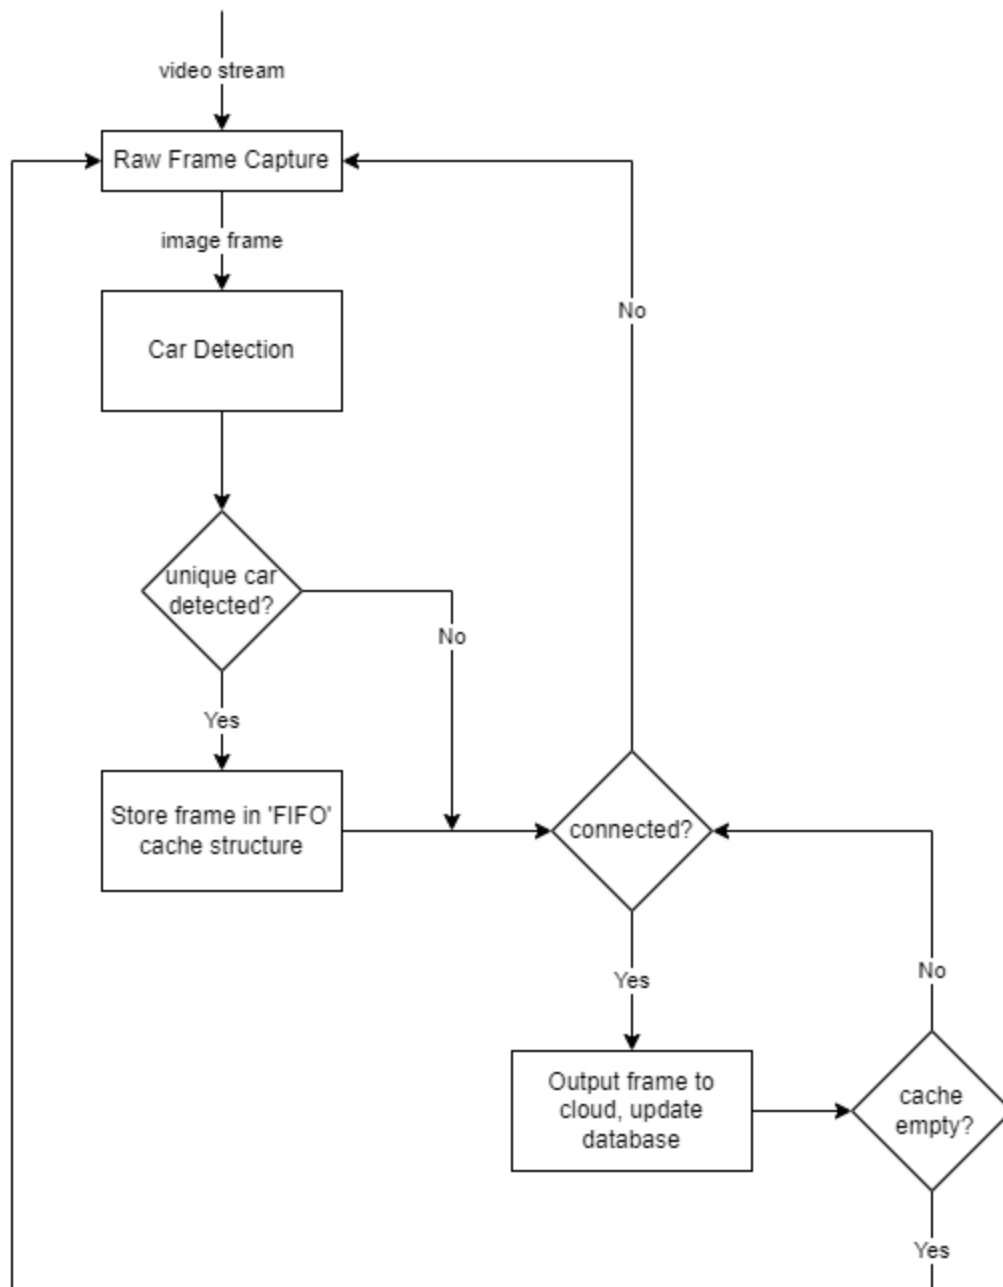 video stream
Raw Frame Capture
image frame
Car Detection
No
unique car
detected?
No
Yes
Store frame in 'FIFO'
cache structure
connected?
Yes
No
Output frame to
cloud, update
database
cache
empty?
Yes